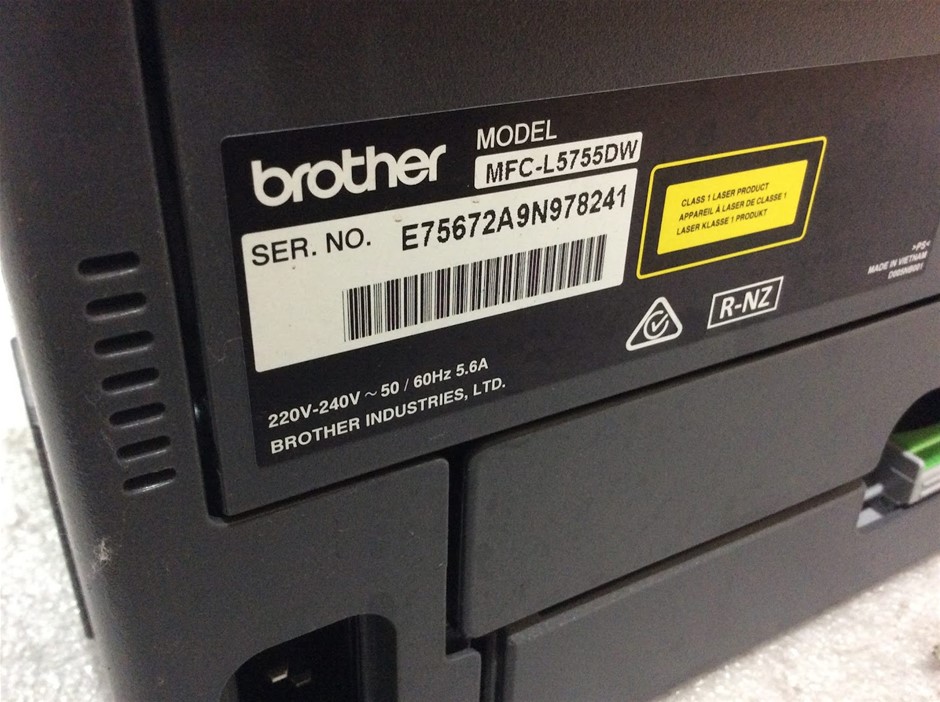 brother
MODEL
MFC-L5755DW
SER. NO. E75672A9N978241
CLASS 1 LASER PRODUCT
APPAREIL À LASER DE CLASSE 1
LASER KLASSE 1 PRODUKT
>PS<
MADE IN VIETNAM
D005NB001
R-NZ
220V-240V ~ 50 / 60Hz 5.6A
BROTHER INDUSTRIES, LTD.